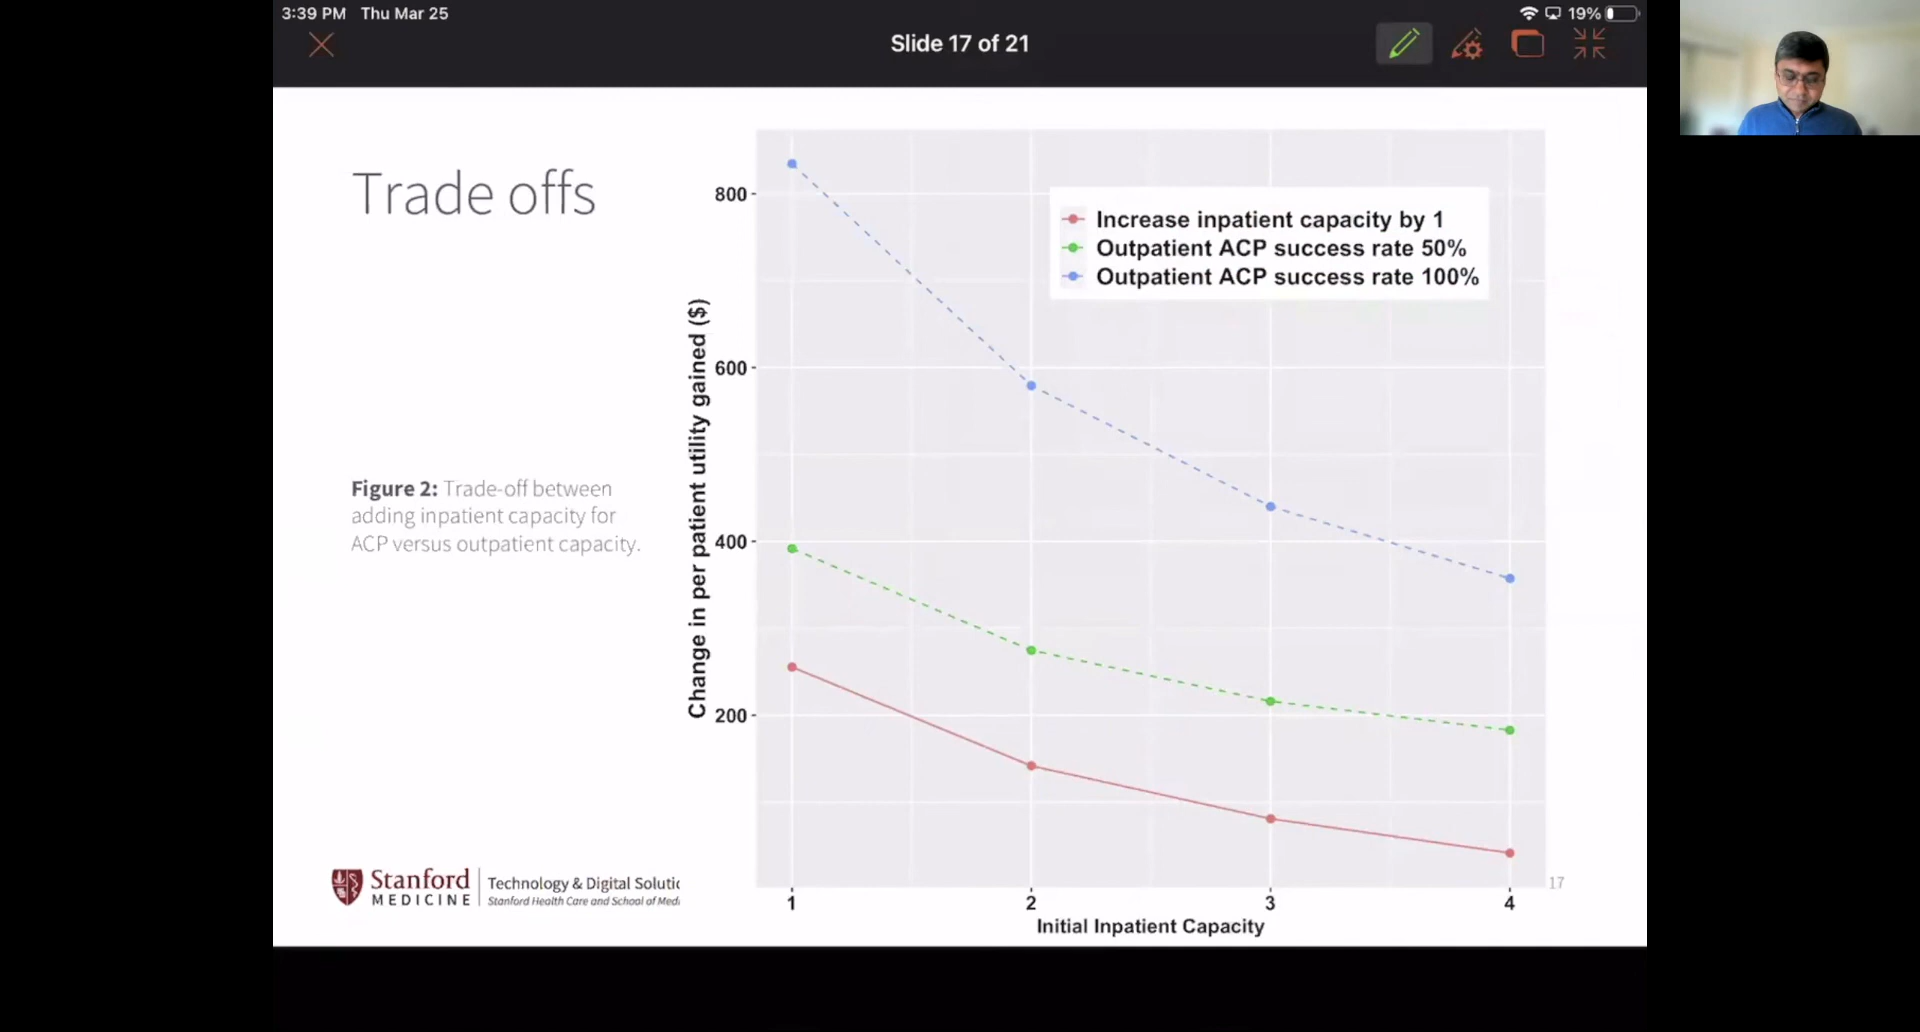 3:39 PM Thu Mar 25
19%
Slide 17 of 21
Trade offs
Figure 2: Trade-off between
adding inpatient capacity for
ACP versus outpatient capacity.
Change in per patient utility gained ($)
800
600
400
200
Increase inpatient capacity by 1
Outpatient ACP success rate 50%
Outpatient ACP success rate 100%
1 2 3 4
Initial Inpatient Capacity
17
Stanford
MEDICINE
Technology & Digital Soluti
Stanford Health Care and School of Medi